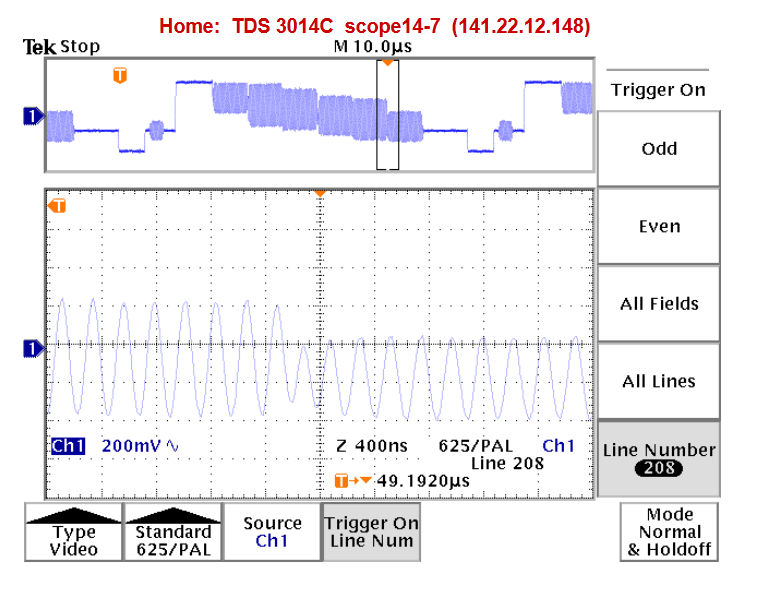 Home: TDS 3014C scope14-7 (141.22.12.148)
Tek Stop
M 10.0µs
T
1
Trigger On
Odd
Even
All Fields
All Lines
Line Number
208
T
1
Ch1 200mV∿ Z 400ns 625/PAL Ch1
Line 208
T→▼49.1920µs
Type
Video
Standard
625/PAL
Source
Ch1
Trigger On
Line Num
Mode
Normal
& Holdoff